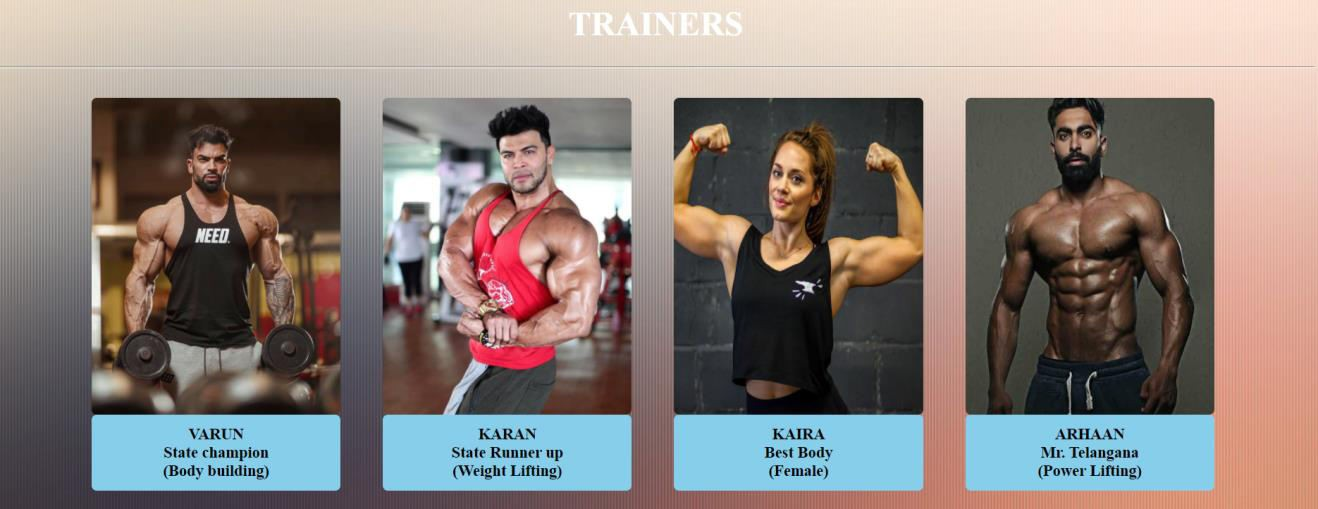 TRAINERS
NEED.
VARUN
State champion
(Body building)
KARAN
State Runner up
(Weight Lifting)
KAIRA
Best Body
(Female)
ARHAAN
Mr. Telangana
(Power Lifting)